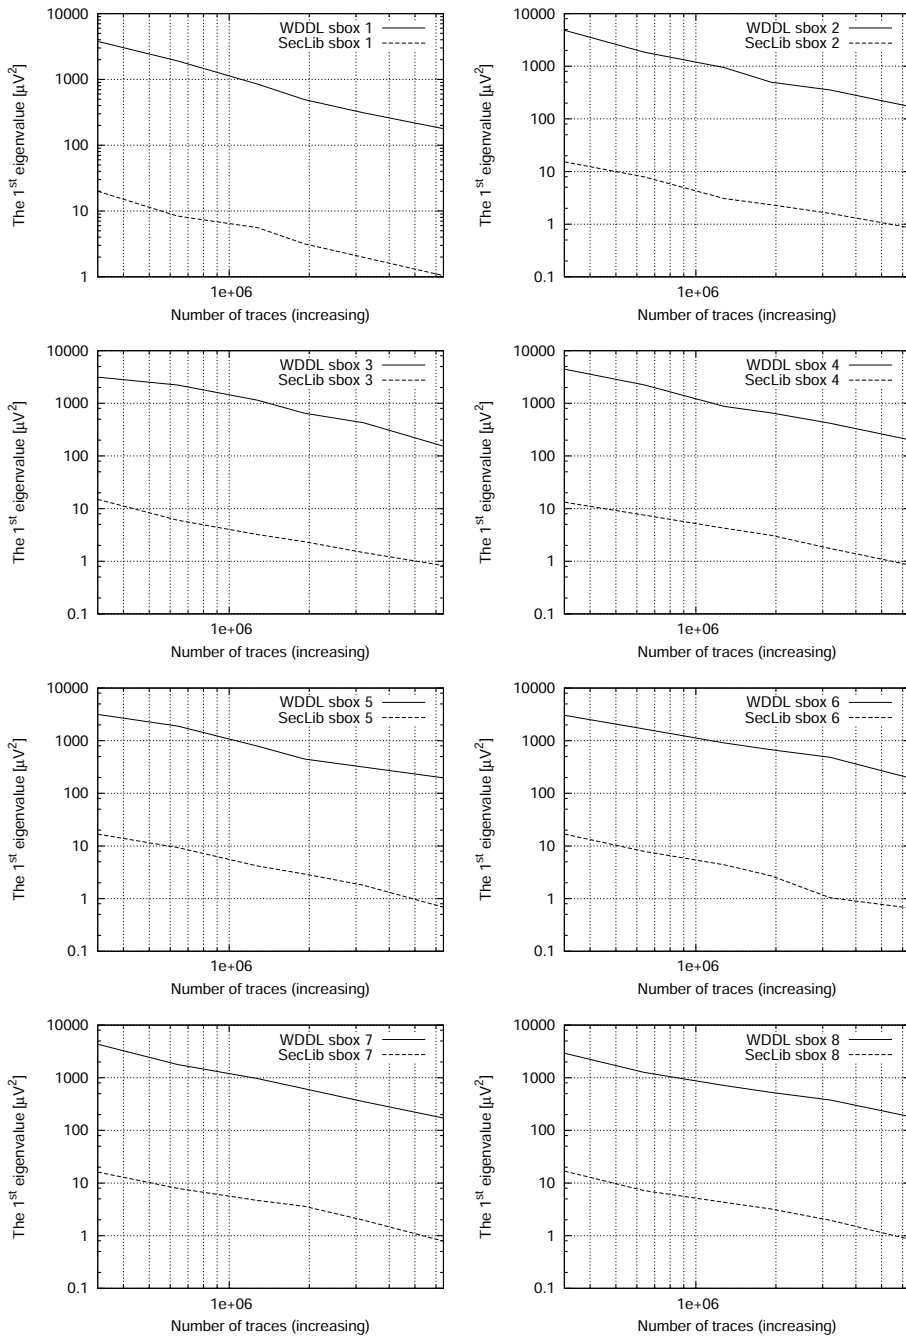 10000
1000
100
10
1
The 1st eigenvalue [μV2]
WDDL sbox 1
SecLib sbox 1
1e+06
Number of traces (increasing)
10000
1000
100
10
1
0.1
The 1st eigenvalue [μV2]
WDDL sbox 2
SecLib sbox 2
1e+06
Number of traces (increasing)
10000
1000
100
10
1
0.1
The 1st eigenvalue [μV2]
WDDL sbox 3
SecLib sbox 3
1e+06
Number of traces (increasing)
10000
1000
100
10
1
0.1
The 1st eigenvalue [μV2]
WDDL sbox 4
SecLib sbox 4
1e+06
Number of traces (increasing)
10000
1000
100
10
1
0.1
The 1st eigenvalue [μV2]
WDDL sbox 5
SecLib sbox 5
1e+06
Number of traces (increasing)
10000
1000
100
10
1
0.1
The 1st eigenvalue [μV2]
WDDL sbox 6
SecLib sbox 6
1e+06
Number of traces (increasing)
10000
1000
100
10
1
0.1
The 1st eigenvalue [μV2]
WDDL sbox 7
SecLib sbox 7
1e+06
Number of traces (increasing)
10000
1000
100
10
1
0.1
The 1st eigenvalue [μV2]
WDDL sbox 8
SecLib sbox 8
1e+06
Number of traces (increasing)